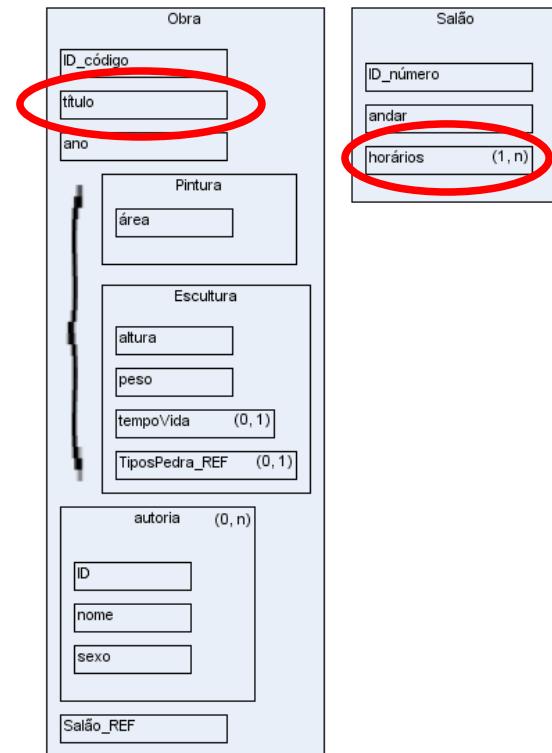 Obra
ID_código
título
ano
Pintura
área
Escultura
altura
peso
tempoVida (0, 1)
TiposPedra_REF (0, 1)
autoria (0, n)
ID
nome
sexo
Salão_REF
Salão
ID_número
andar
horários (1, n)